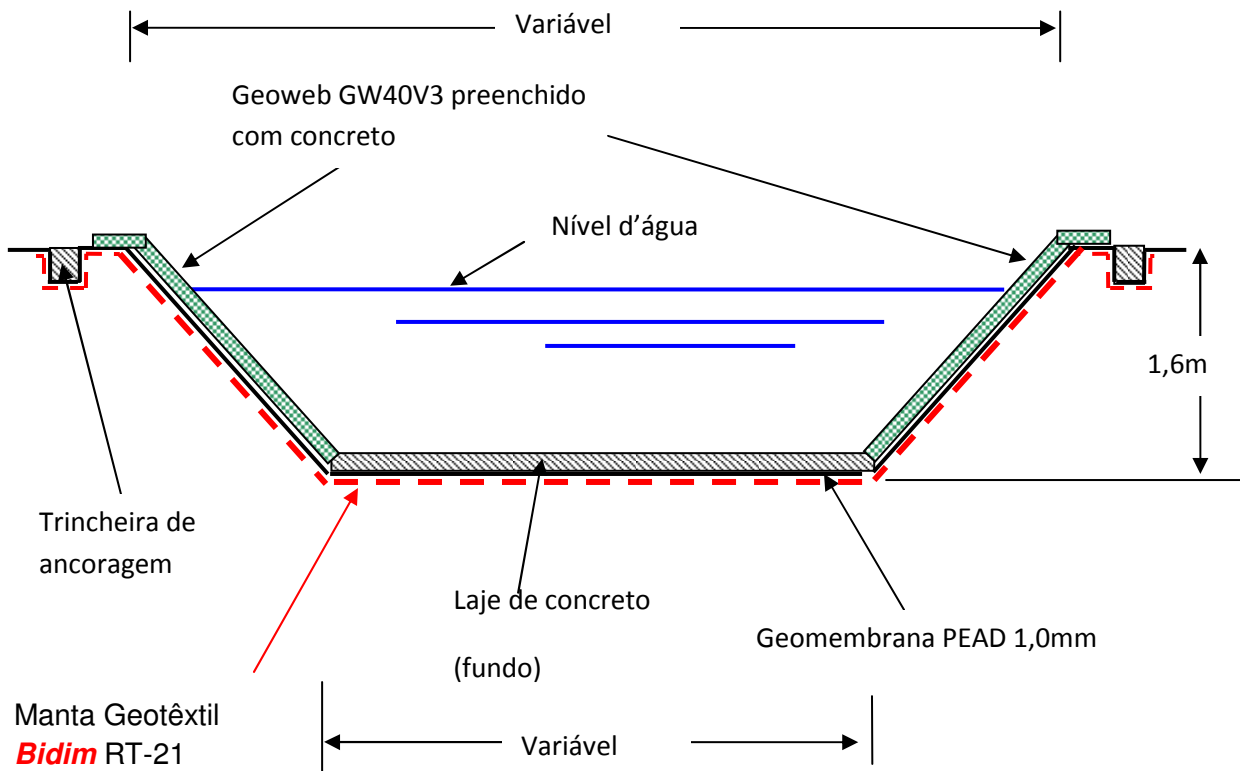 Variável
Geoweb GW40V3 preenchido
com concreto
Nível d’água
1,6m
Trincheira de
ancoragem
Laje de concreto
(fundo)
Geomembrana PEAD 1,0mm
Manta Geotêxtil
Bidim RT-21
Variável